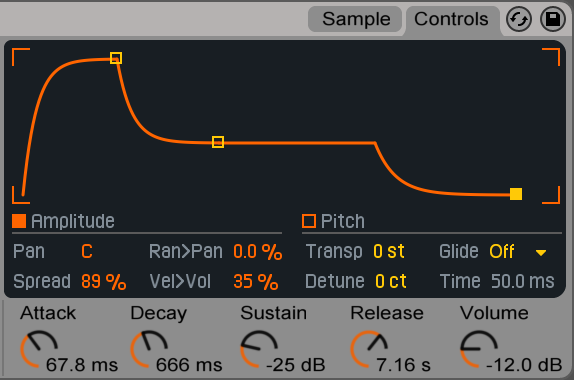 Sample Controls
Amplitude Pitch
Pan C Ran>Pan 0.0 % Transp 0 st Glide Off
Spread 89 % Vel>Vol 35 % Detune 0 ct Time 50.0 ms
Attack Decay Sustain Release Volume
67.8 ms 666 ms -25 dB 7.16 s -12.0 dB